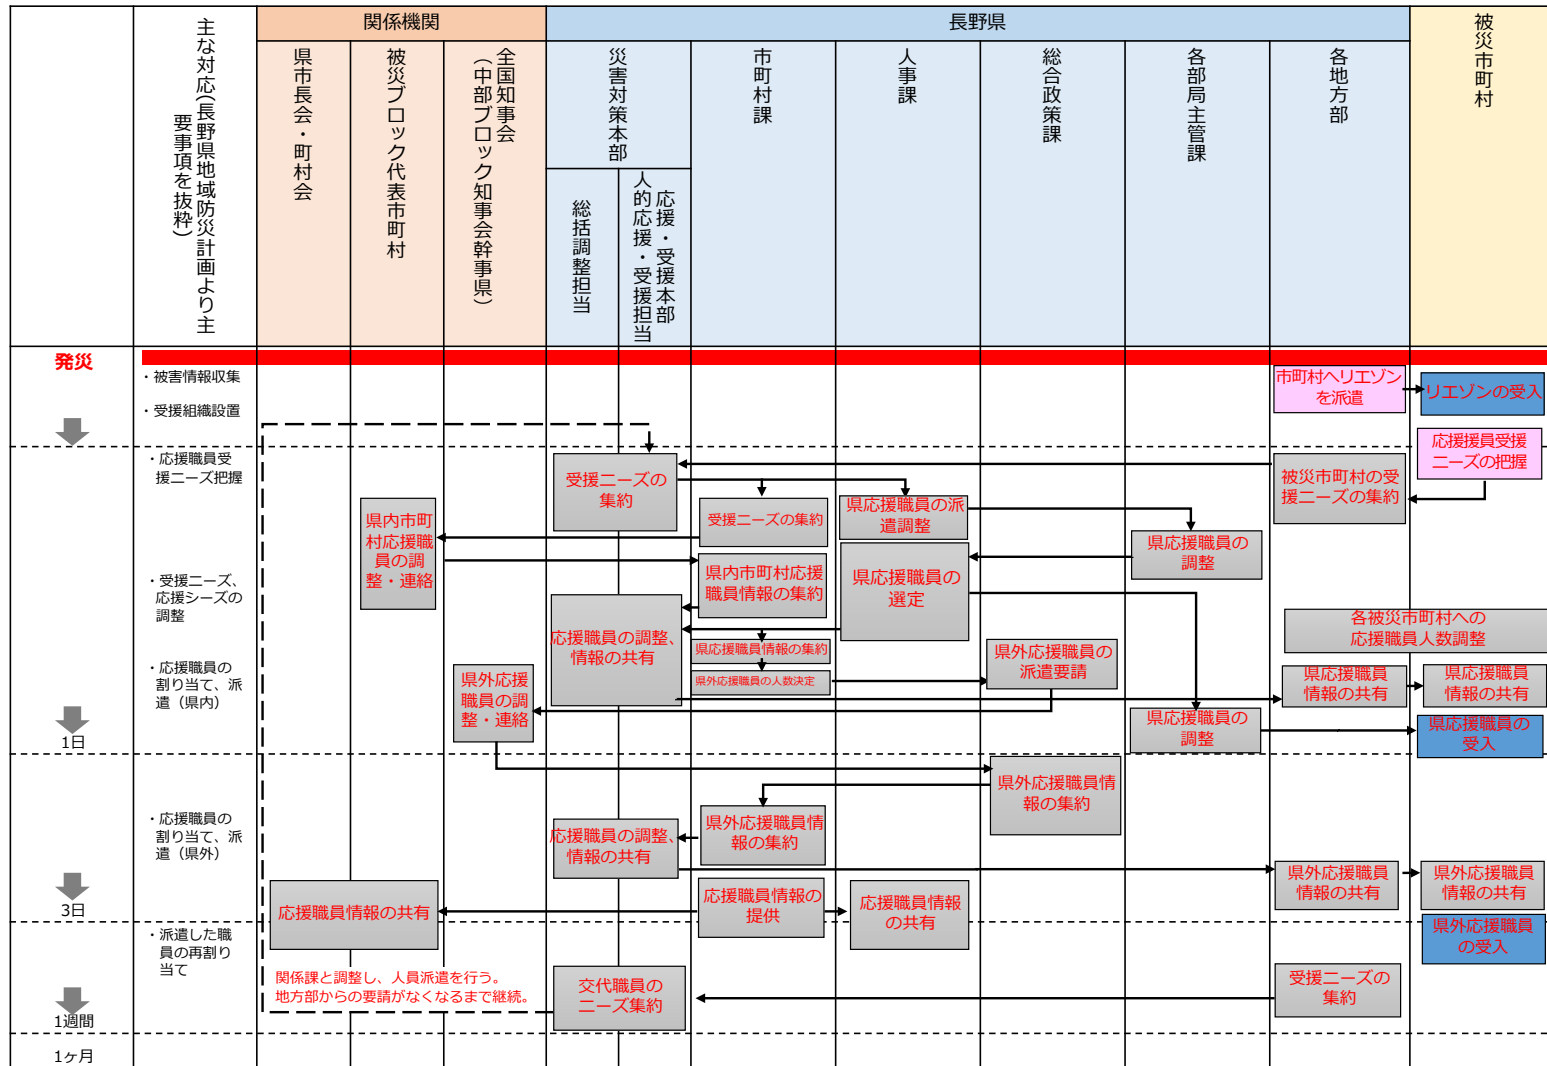 主な対応(長野県地域防災計画より主
要事項を抜粋)
関係機関
長野県
被災市町村
県市長会・町村会
被災ブロック代表市町村
全国知事会
(中部ブロック知事会幹事県)
災害対策本部
総括調整担当
応援・受援本部
人的応援・受援担当
市町村課
人事課
総合政策課
各部局主管課
各地方部
発災
・被害情報収集
・受援組織設置
市町村へリエゾン
を派遣
リエゾンの受入
・応援職員受
援ニーズ把握
受援ニーズの
集約
被災市町村の受
援ニーズの集約
応援援員受援
ニーズの把握
県内市町
村応援職
員の調
整・連絡
受援ニーズの集約
県応援職員の派
遣調整
県応援職員の
調整
県内市町村応援
職員情報の集約
県応援職員の
選定
・受援ニーズ、
応援シーズの
調整
応援職員の調整、
情報の共有
県応援職員情報の集約
県外応援職員の人数決定
県外応援職員の
派遣要請
各被災市町村への
応援職員人数調整
・応援職員の
割り当て、派
遣（県内）
県外応援
職員の調
整・連絡
県応援職員
情報の共有
県応援職員
情報の共有
県応援職員の
調整
県応援職員の
受入
1日
県外応援職員情
報の集約
・応援職員の
割り当て、派
遣（県外）
応援職員の調整、
情報の共有
県外応援職員情
報の集約
県外応援職員
情報の共有
県外応援職員
情報の共有
3日
応援職員情報の共有
応援職員情報の
提供
応援職員情報
の共有
県外応援職員
の受入
・派遣した職
員の再割り
当て
関係課と調整し、人員派遣を行う。
地方部からの要請がなくなるまで継続。
交代職員の
ニーズ集約
受援ニーズの
集約
1週間
1ヶ月